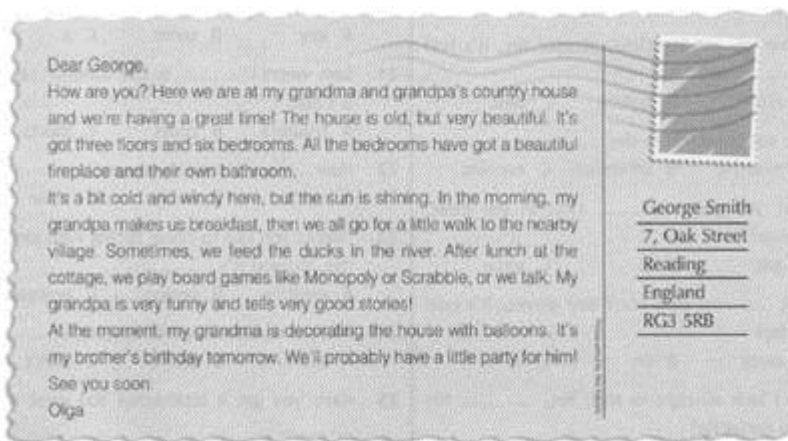 Dear George,
How are you? Here we are at my grandma and grandpa's country house
and we're having a great time! The house is old, but very beautiful. It's
got three floors and six bedrooms. All the bedrooms have got a beautiful
fireplace and their own bathroom.
It's a bit cold and windy here, but the sun is shining. In the morning, my
grandpa makes us breakfast, then we all go for a little walk to the nearby
village. Sometimes, we feed the ducks in the river. After lunch at the
cottage, we play board games like Monopoly or Scrabble, or we talk. My
grandpa is very funny and tells very good stories!
At the moment, my grandma is decorating the house with balloons. It's
my brother's birthday tomorrow. We'll probably have a little party for him!
See you soon.
Olga
George Smith
7, Oak Street
Reading
England
RG3 5RB